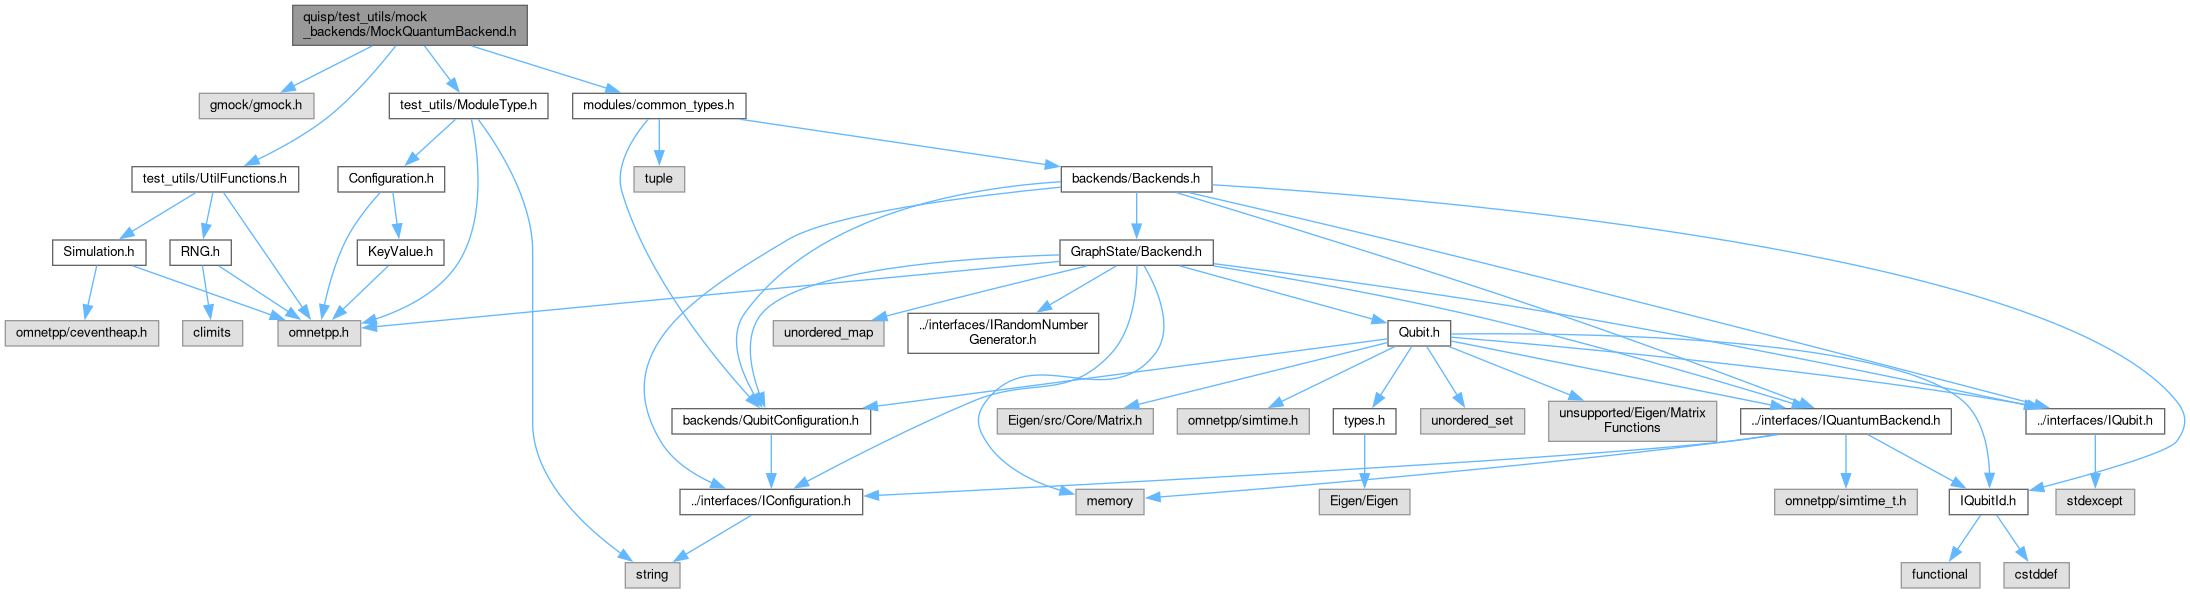 quisp/test_utils/mock
_backends/MockQuantumBackend.h
gmock/gmock.h
test_utils/ModuleType.h
modules/common_types.h
test_utils/UtilFunctions.h
Configuration.h
tuple
backends/Backends.h
Simulation.h
RNG.h
KeyValue.h
GraphState/Backend.h
omnetpp/ceventheap.h
climits
omnetpp.h
unordered_map
../interfaces/IRandomNumber
Generator.h
Qubit.h
backends/QubitConfiguration.h
Eigen/src/Core/Matrix.h
omnetpp/simtime.h
types.h
unordered_set
unsupported/Eigen/Matrix
Functions
../interfaces/IQuantumBackend.h
../interfaces/IQubit.h
../interfaces/IConfiguration.h
memory
Eigen/Eigen
omnetpp/simtime_t.h
IQubitId.h
stdexcept
string
functional
cstddef